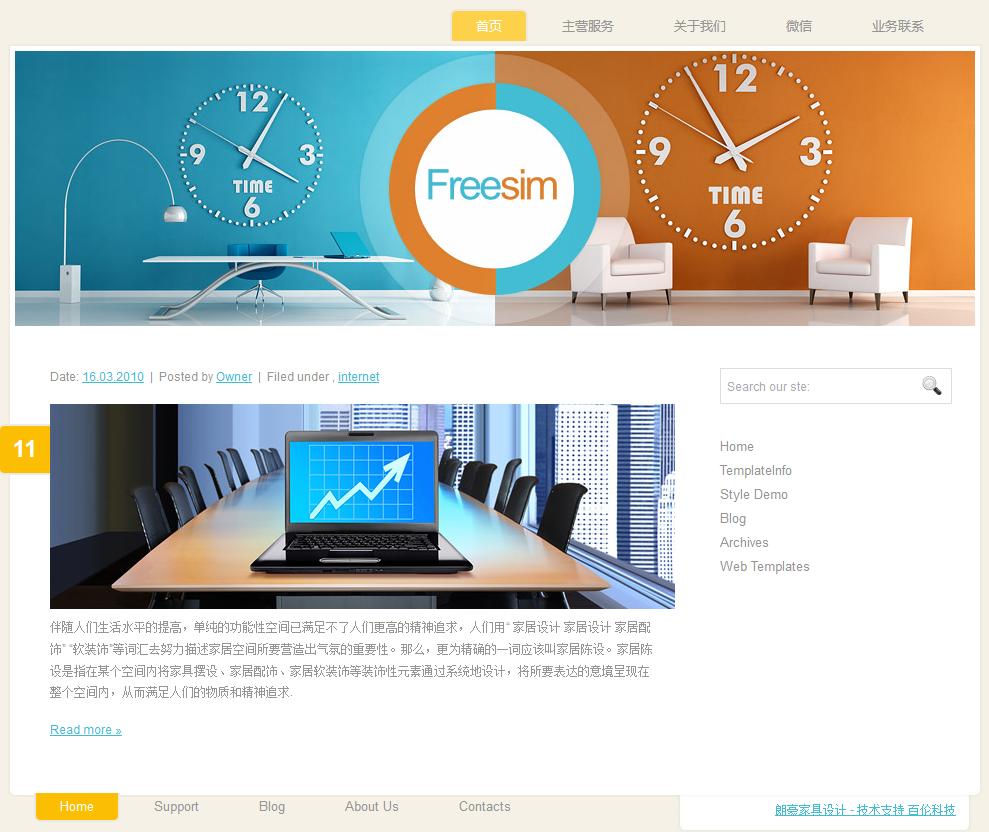 首页 主营服务 关于我们 微信 业务联系
12
9 3
TIME
6
Freesim
12
9 3
TIME
6
Date: 16.03.2010 | Posted by Owner | Filed under , internet
Search our site:
11
Home
TemplateInfo
Style Demo
Blog
Archives
Web Templates
伴随人们生活水平的提高，单纯的功能性空间已满足不了人们更高的精神追求，人们用“ 家居设计 家居设计 家居配
饰” “软装饰”等词汇去努力描述家居空间所要营造出气氛的重要性。那么，更为精确的一词应该叫家居陈设。家居陈
设是指在某个空间内将家具摆设、家居配饰、家居软装饰等装饰性元素通过系统地设计，将所要表达的意境呈现在
整个空间内，从而满足人们的物质和精神追求.
Read more »
Home Support Blog About Us Contacts
朗豪家具设计 - 技术支持 百伦科技